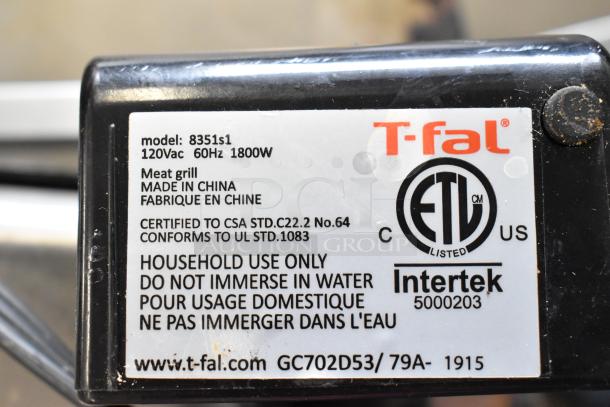 model: 8351s1
120Vac 60Hz 1800W
T-fal®
Meat grill
MADE IN CHINA
FABRIQUE EN CHINE
CERTIFIED TO CSA STD.C22.2 No.64
CONFORMS TO UL STD.1083
C ETL CM US
LISTED
Intertek
5000203
HOUSEHOLD USE ONLY
DO NOT IMMERSE IN WATER
POUR USAGE DOMESTIQUE
NE PAS IMMERGER DANS L'EAU
www.t-fal.com GC702D53/ 79A- 1915
AUCTION GROUP